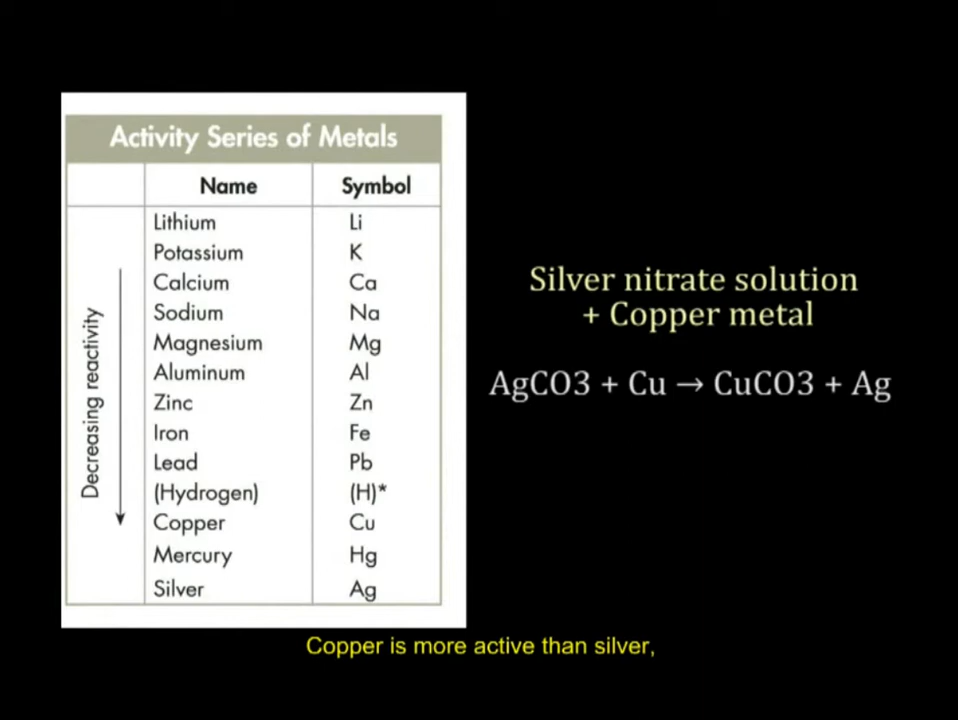 Activity Series of Metals
Name Symbol
Lithium Li
Potassium K
Calcium Ca
Sodium Na
Magnesium Mg
Aluminum Al
Zinc Zn
Iron Fe
Lead Pb
(Hydrogen) (H)*
Copper Cu
Mercury Hg
Silver Ag
Decreasing reactivity
Silver nitrate solution
+ Copper metal
AgCO3 + Cu → CuCO3 + Ag
Copper is more active than silver,